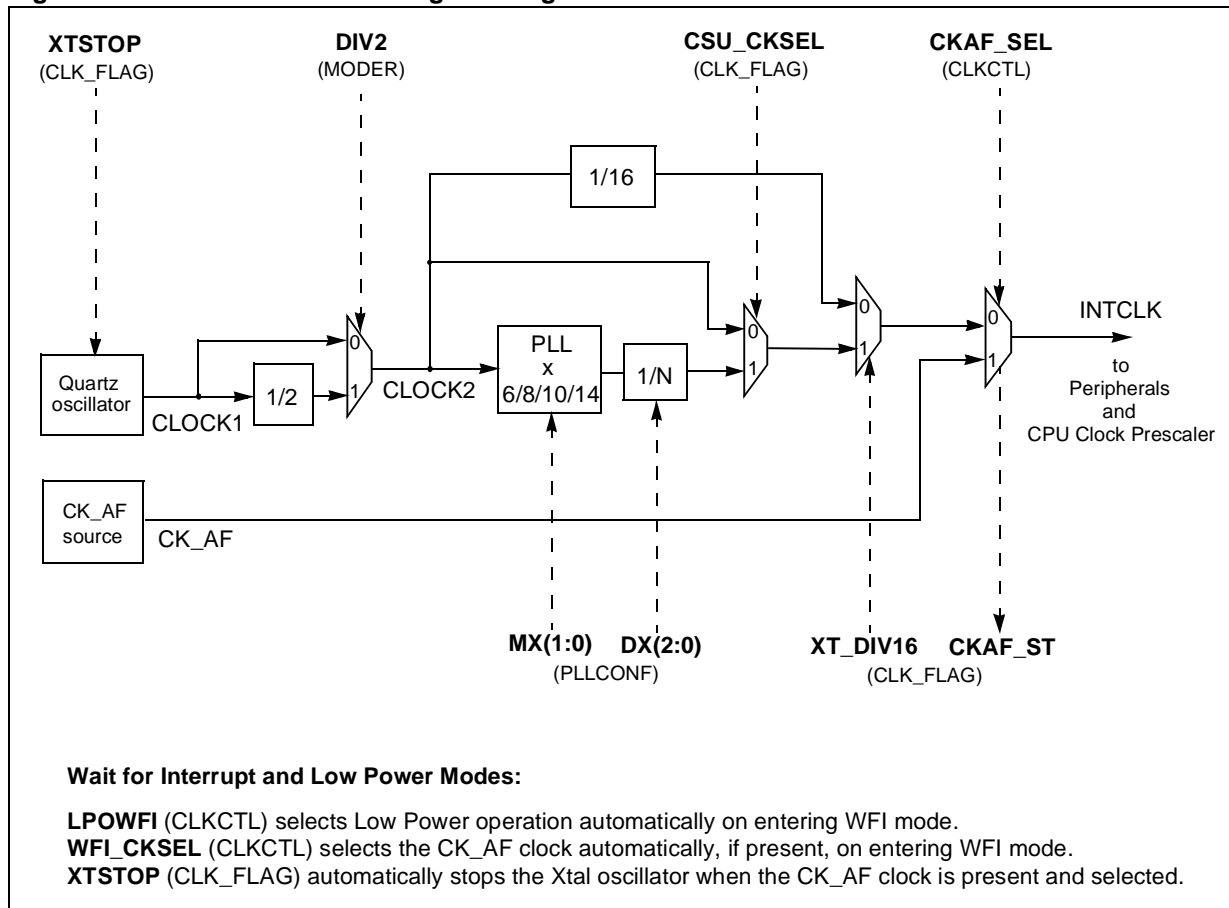 XTSTOP
(CLK_FLAG)
DIV2
(MODER)
CSU_CKSEL
(CLK_FLAG)
CKAF_SEL
(CLKCTL)
1/16
0
1
INTCLK
to
Peripherals
and
CPU Clock Prescaler
Quartz
oscillator
CLOCK1
1/2
0
1
CLOCK2
PLL
x
6/8/10/14
1/N
0
1
0
1
CK_AF
source
CK_AF
MX(1:0)
DX(2:0)
(PLLCONF)
XT_DIV16
CKAF_ST
(CLK_FLAG)
Wait for Interrupt and Low Power Modes:
LPOWFI (CLKCTL) selects Low Power operation automatically on entering WFI mode.
WFI_CKSEL (CLKCTL) selects the CK_AF clock automatically, if present, on entering WFI mode.
XTSTOP (CLK_FLAG) automatically stops the Xtal oscillator when the CK_AF clock is present and selected.